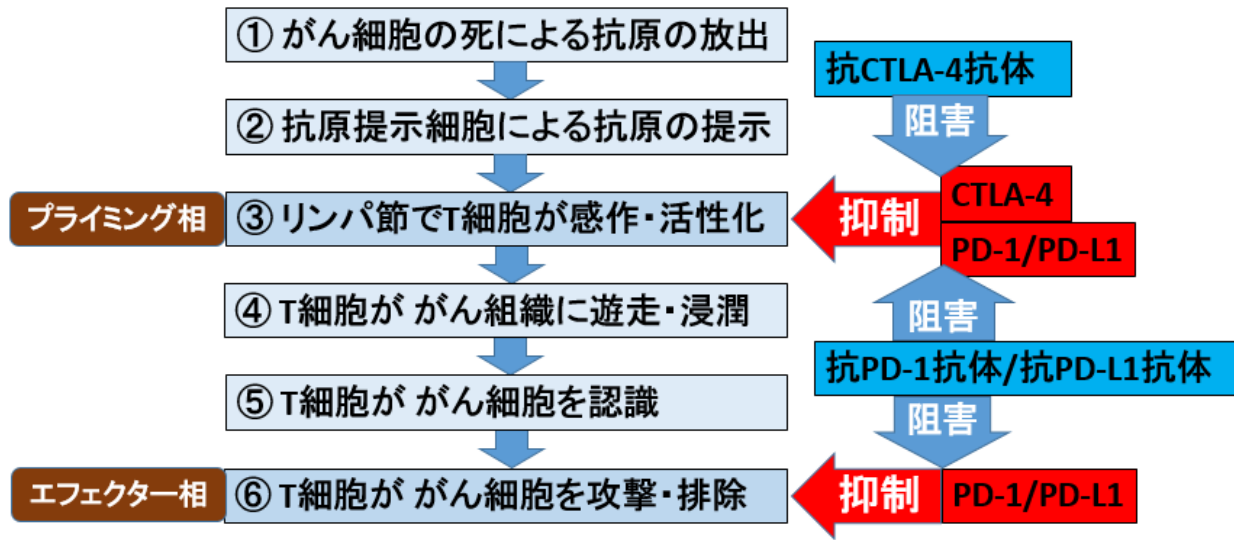 ① がん細胞の死による抗原の放出
抗CTLA-4抗体
阻害
② 抗原提示細胞による抗原の提示
プライミング相
③ リンパ節でT細胞が感作・活性化
抑制
CTLA-4
PD-1/PD-L1
④ T細胞が がん組織に遊走・浸潤
阻害
抗PD-1抗体/抗PD-L1抗体
⑤ T細胞が がん細胞を認識
阻害
エフェクター相
⑥ T細胞が がん細胞を攻撃・排除
抑制
PD-1/PD-L1